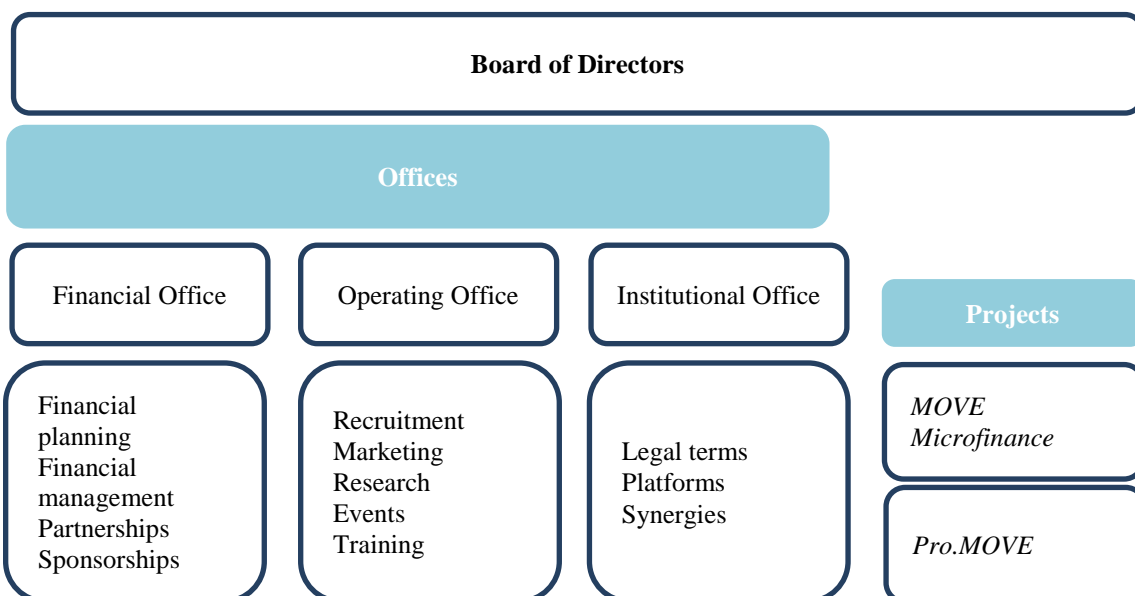 Board of Directors
Offices
Financial Office
Operating Office
Institutional Office
Projects
Financial
planning
Financial
management
Partnerships
Sponsorships
Recruitment
Marketing
Research
Events
Training
Legal terms
Platforms
Synergies
MOVE
Microfinance
Pro.MOVE